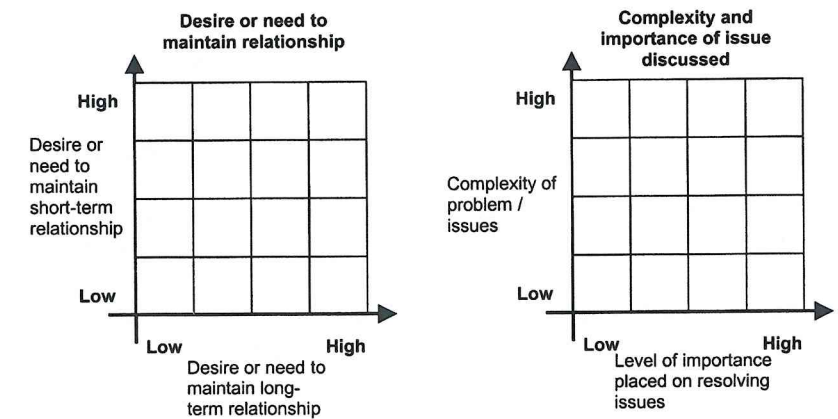 Desire or need to
maintain relationship
High
Desire or
need to
maintain
short-term
relationship
Low
Low
High
Desire or need to
maintain long-
term relationship
Complexity and
importance of issue
discussed
High
Complexity of
problem /
issues
Low
Low
High
Level of importance
placed on resolving
issues